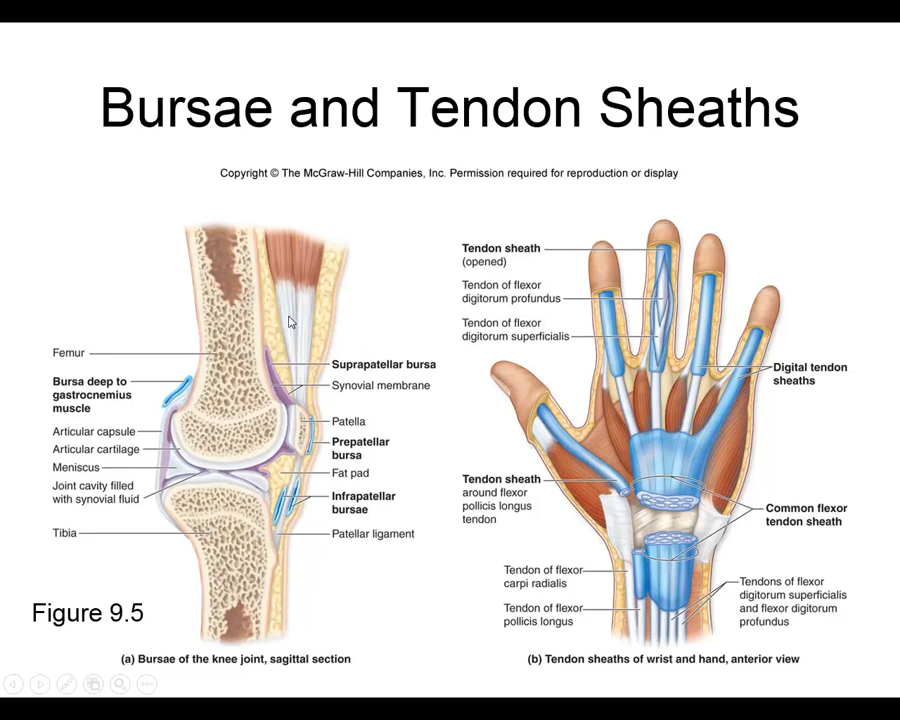 Bursae and Tendon Sheaths
Copyright © The McGraw-Hill Companies, Inc. Permission required for reproduction or display
Femur
Bursa deep to
gastrocnemius
muscle
Articular capsule
Articular cartilage
Meniscus
Joint cavity filled
with synovial fluid
Tibia
Suprapatellar bursa
Synovial membrane
Patella
Prepatellar
bursa
Fat pad
Infrapatellar
bursae
Patellar ligament
Figure 9.5
(a) Bursae of the knee joint, sagittal section
Tendon sheath
(opened)
Tendon of flexor
digitorum profundus
Tendon of flexor
digitorum superficialis
Tendon sheath
around flexor
pollicis longus
tendon
Tendon of flexor
carpi radialis
Tendon of flexor
pollicis longus
Digital tendon
sheaths
Common flexor
tendon sheath
Tendons of flexor
digitorum superficialis
and flexor digitorum
profundus
(b) Tendon sheaths of wrist and hand, anterior view